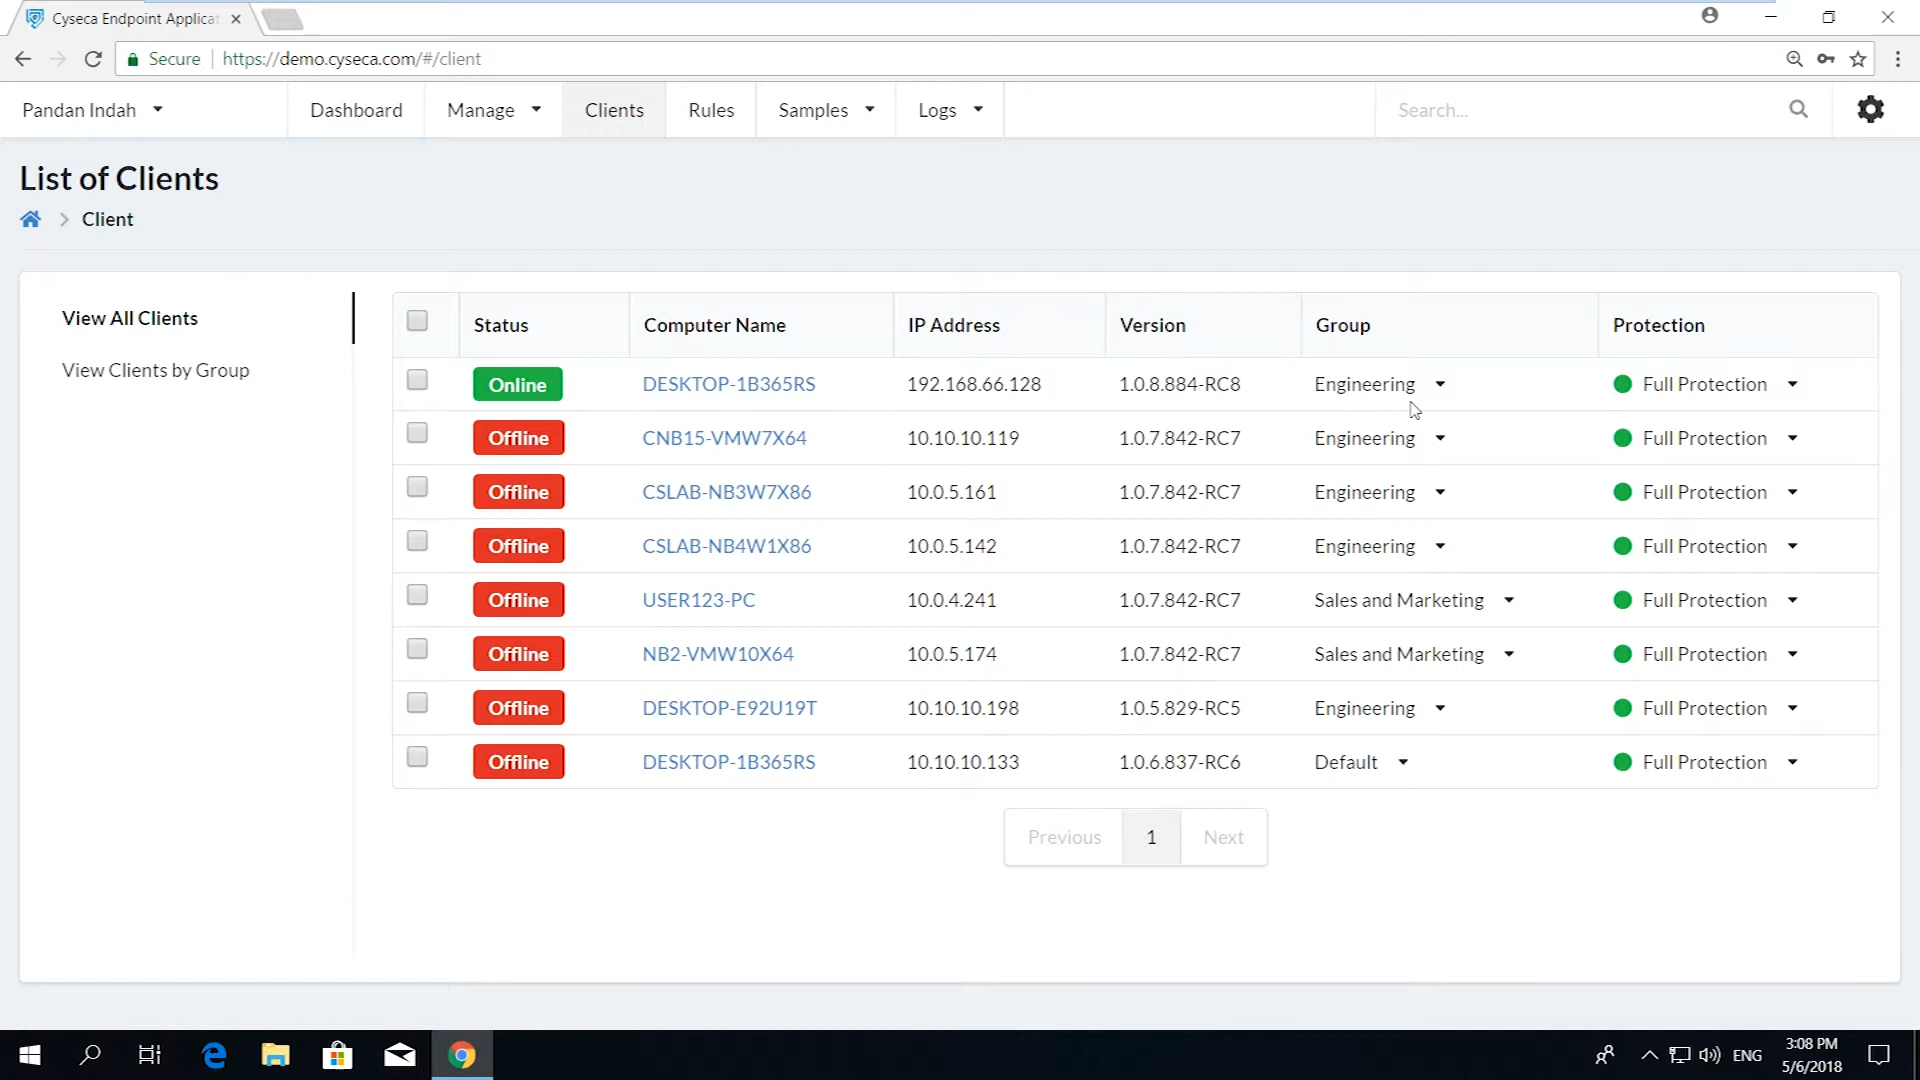 Cyseca Endpoint Applicat
Secure https://demo.cyseca.com/#/client
Pandan Indah Dashboard Manage Clients Rules Samples Logs Search...
List of Clients
Client
View All Clients
View Clients by Group
Status Computer Name IP Address Version Group Protection
Online DESKTOP-1B365RS 192.168.66.128 1.0.8.884-RC8 Engineering Full Protection
Offline CNB15-VMW7X64 10.10.10.119 1.0.7.842-RC7 Engineering Full Protection
Offline CSLAB-NB3W7X86 10.0.5.161 1.0.7.842-RC7 Engineering Full Protection
Offline CSLAB-NB4W1X86 10.0.5.142 1.0.7.842-RC7 Engineering Full Protection
Offline USER123-PC 10.0.4.241 1.0.7.842-RC7 Sales and Marketing Full Protection
Offline NB2-VMW10X64 10.0.5.174 1.0.7.842-RC7 Sales and Marketing Full Protection
Offline DESKTOP-E92U19T 10.10.10.198 1.0.5.829-RC5 Engineering Full Protection
Offline DESKTOP-1B365RS 10.10.10.133 1.0.6.837-RC6 Default Full Protection
Previous 1 Next
ENG 3:08 PM
5/6/2018